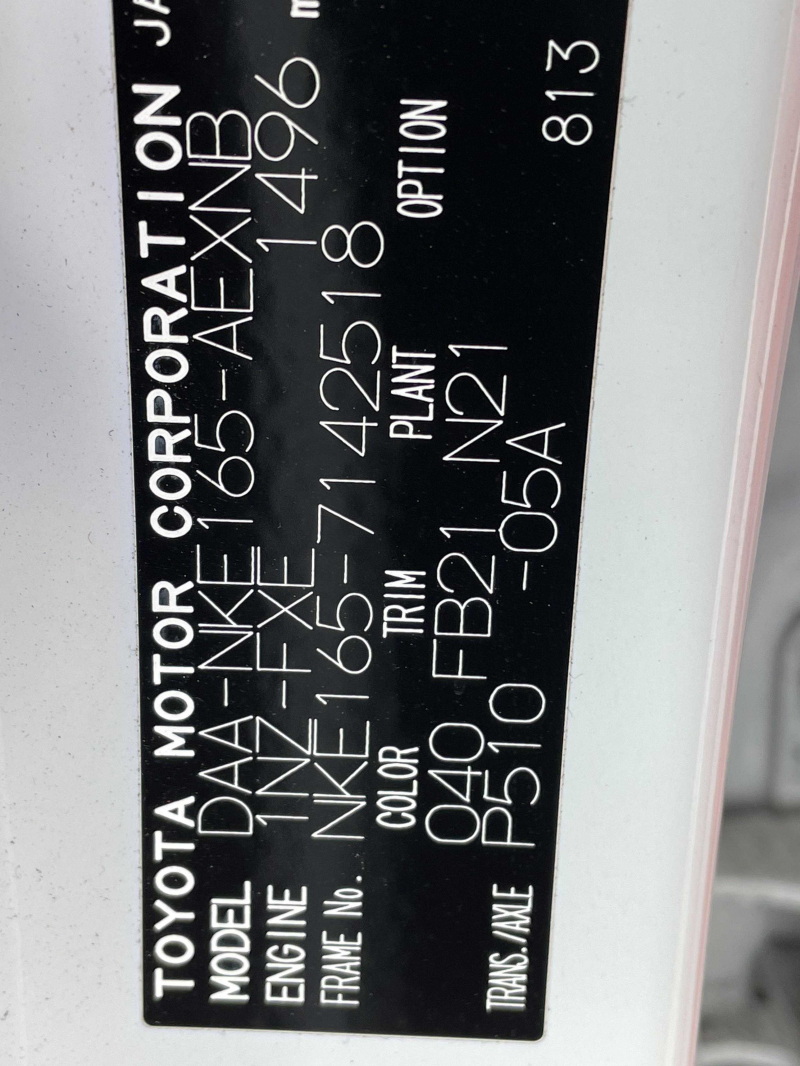 TOYOTA MOTOR CORPORATION JA
MODEL DAA-NKE165-AEXNB
ENGINE 1NZ-FXE 1496 m
FRAME No. NKE165-7142518
COLOR TRIM PLANT OPTION
040 FB21 N21
TRANS./AXLE P510 -05A 813